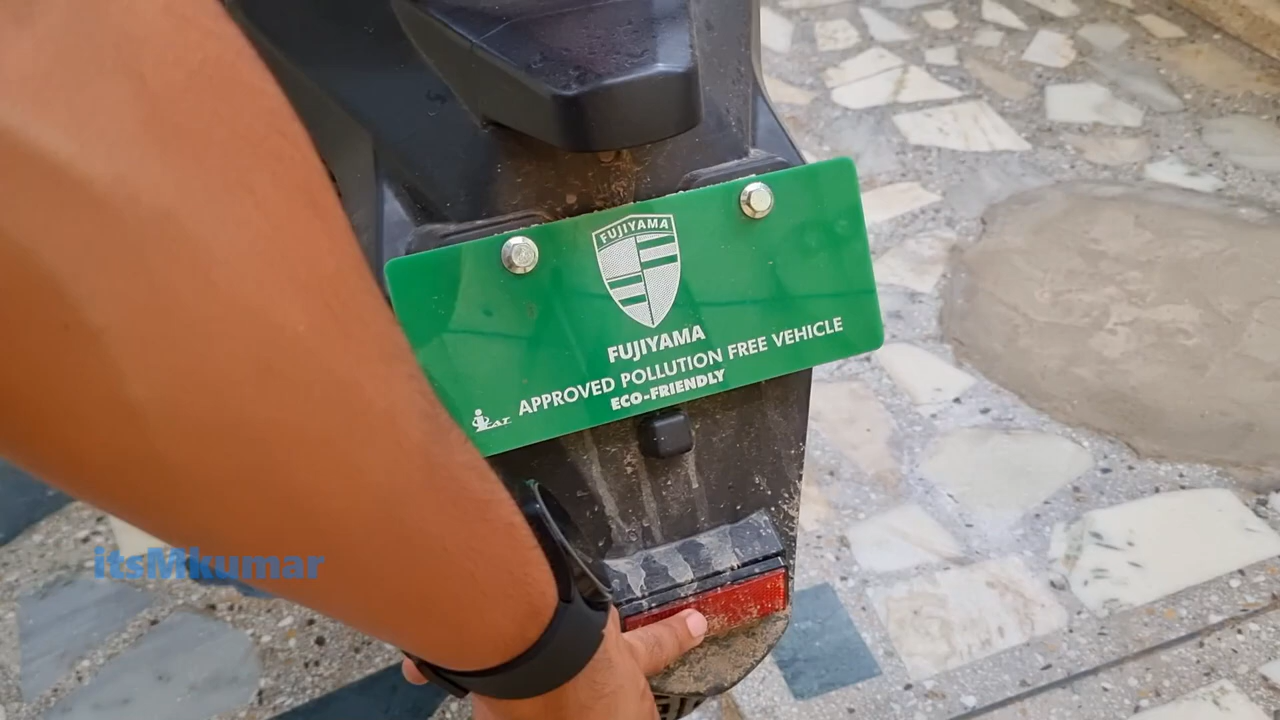 FUJIYAMA
FUJIYAMA
APPROVED POLLUTION FREE VEHICLE
ECO-FRIENDLY
itsMkumar